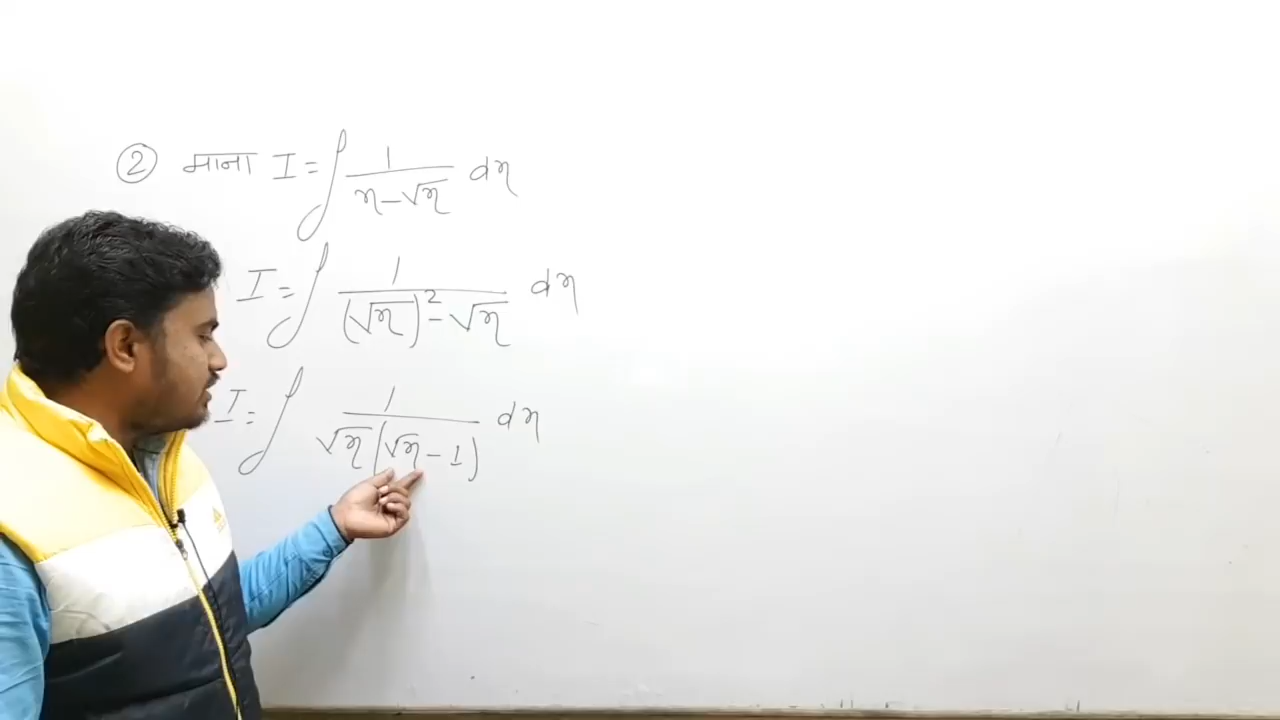 ② माना I = ∫ 1/(x-√x) dx
I = ∫ 1/((√x)²-√x) dx
I = ∫ 1/(√x(√x-1)) dx